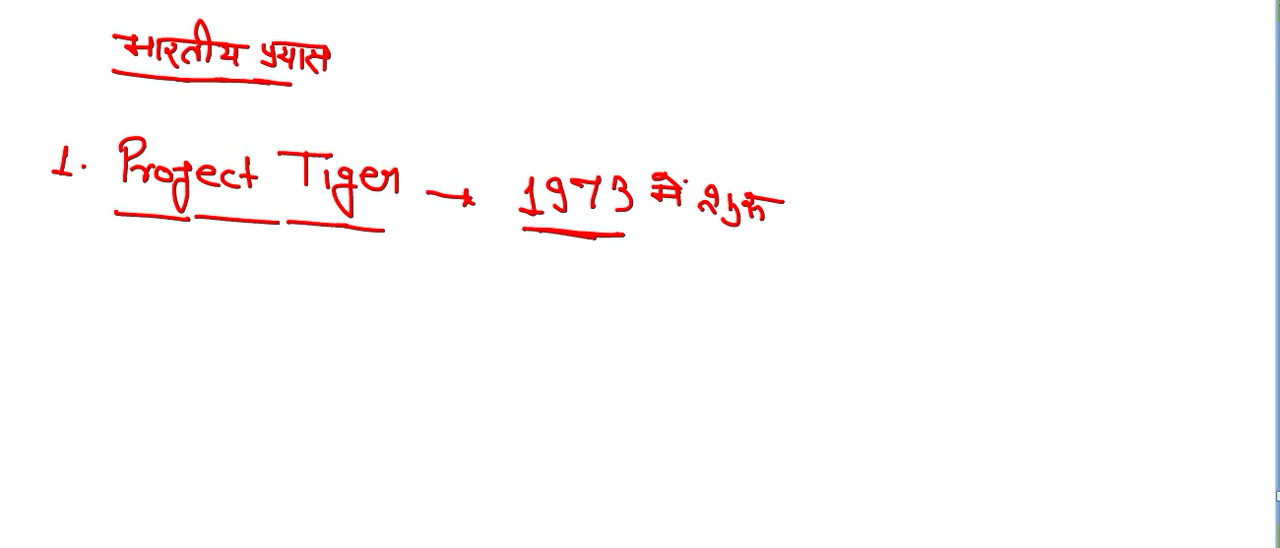 भारतीय प्रयास
1. Project Tiger → 1973 में शुरू